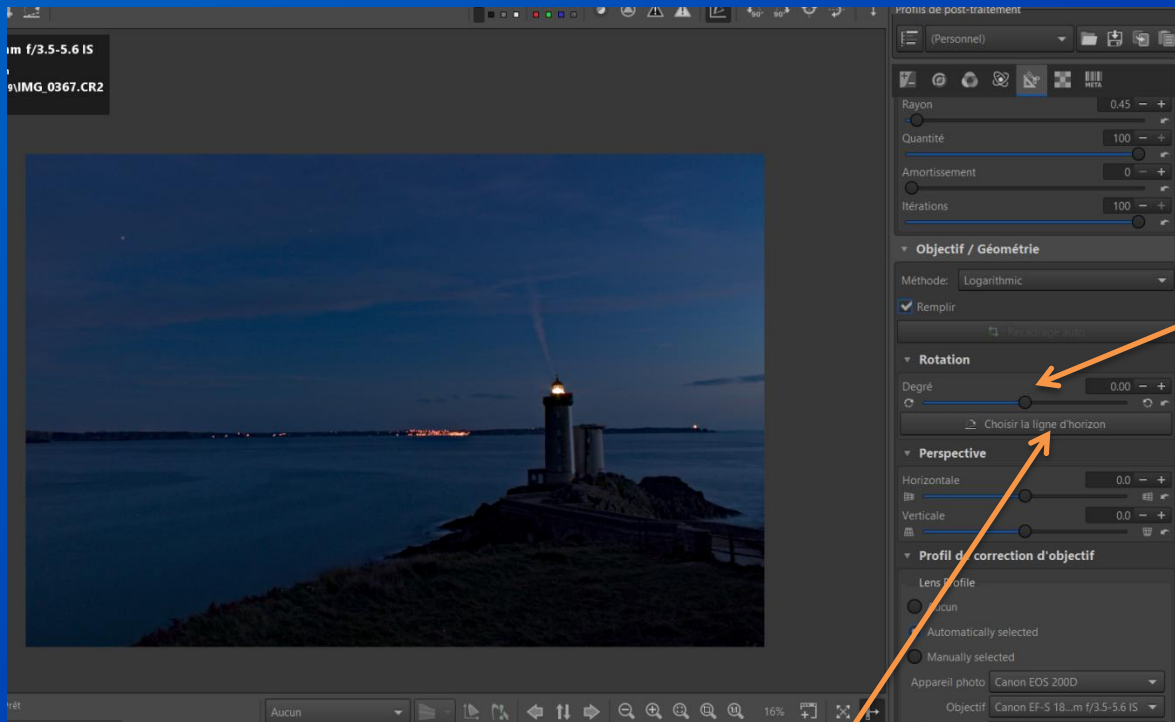 Profils de post-traitement
m f/3.5-5.6 IS
(Personnel)
\IMG_0367.CR2
META
Rayon 0.45
Quantité 100
Amortissement 0
Itérations 100
Objectif / Géométrie
Méthode: Logarithmic
Remplir
Recadrage auto
Rotation
Degré 0.00
Choisir la ligne d'horizon
Perspective
Horizontale 0.0
Verticale 0.0
Profil de correction d'objectif
Lens Profile
Aucun
Automatically selected
Manually selected
Appareil photo Canon EOS 200D
Objectif Canon EF-S 18...m f/3.5-5.6 IS
Aucun 16%